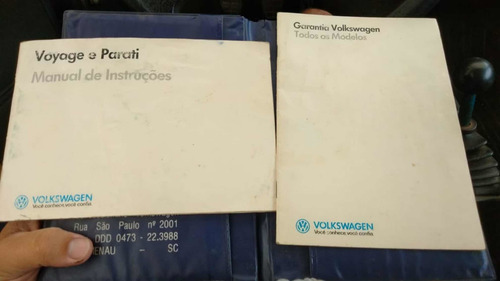 Voyage e Parati
Manual de Instruções
VOLKSWAGEN
Você conhece, você confia.
Garantia Volkswagen
Todos os Modelos
VOLKSWAGEN
Você conhece, você confia.
Rua São Paulo nº 2001
DDD 0473 - 22.3988
ENAU - SC